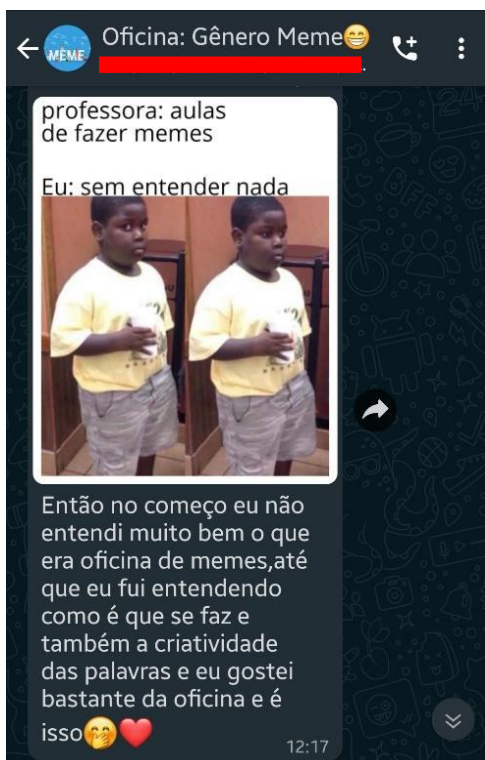 Oficina: Gênero Meme😁
MÊME
professora: aulas
de fazer memes
Eu: sem entender nada
Então no começo eu não
entendi muito bem o que
era oficina de memes,até
que eu fui entendendo
como é que se faz e
também a criatividade
das palavras e eu gostei
bastante da oficina e é
isso🤭❤️
12:17